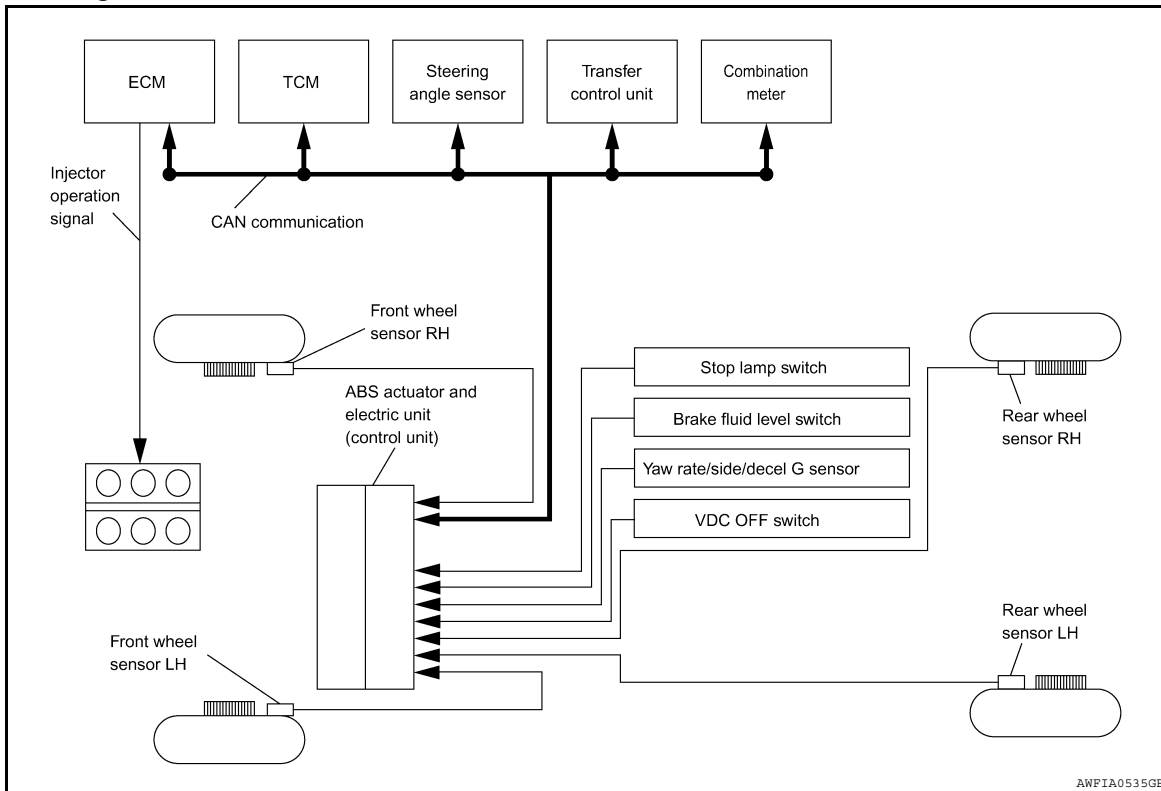 ECM
TCM
Steering
angle sensor
Transfer
control unit
Combination
meter
Injector
operation
signal
CAN communication
Front wheel
sensor RH
ABS actuator and
electric unit
(control unit)
Stop lamp switch
Brake fluid level switch
Yaw rate/side/decel G sensor
VDC OFF switch
Rear wheel
sensor RH
Front wheel
sensor LH
Rear wheel
sensor LH